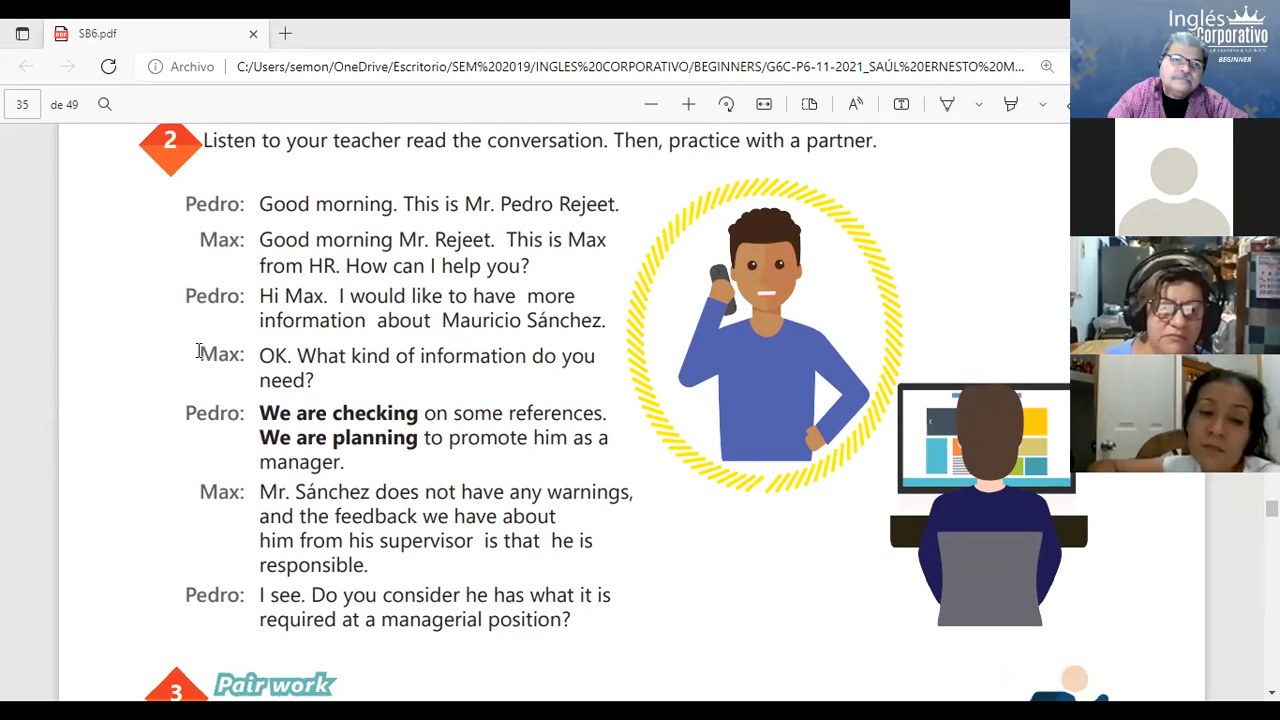 SB6.pdf
Archivo
C:/Users/semon/OneDrive/Escritorio/SEM%202019/INGLES%20CORPORATIVO/BEGINNERS/G6C-P6-11-2021_SAÚL%20ERNESTO%20M...
35 de 49
Inglés
Corporativo
BEGINNER
2 Listen to your teacher read the conversation. Then, practice with a partner.
Pedro: Good morning. This is Mr. Pedro Rejeet.
Max: Good morning Mr. Rejeet. This is Max
from HR. How can I help you?
Pedro: Hi Max. I would like to have more
information about Mauricio Sánchez.
Max: OK. What kind of information do you
need?
Pedro: We are checking on some references.
We are planning to promote him as a
manager.
Max: Mr. Sánchez does not have any warnings,
and the feedback we have about
him from his supervisor is that he is
responsible.
Pedro: I see. Do you consider he has what it is
required at a managerial position?
3 Pair work